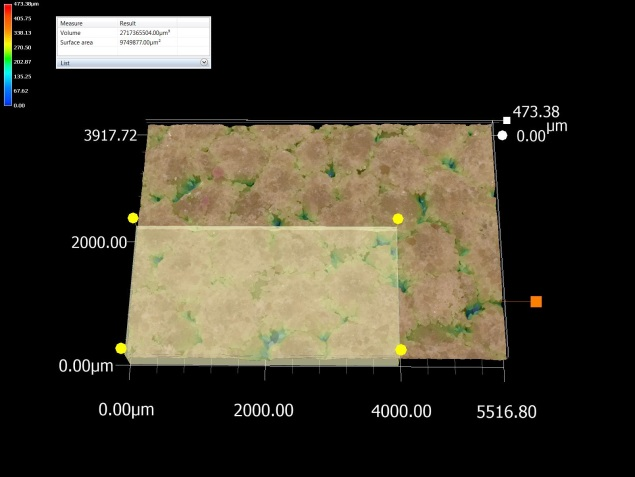 473.38µm
405.75
338.13
270.50
202.87
135.25
67.62
0.00
Measure Result
Volume 2717365504.00µm³
Surface area 9749877.00µm²
List
473.38
0.00 µm
3917.72
2000.00
0.00µm
0.00µm 2000.00 4000.00 5516.80